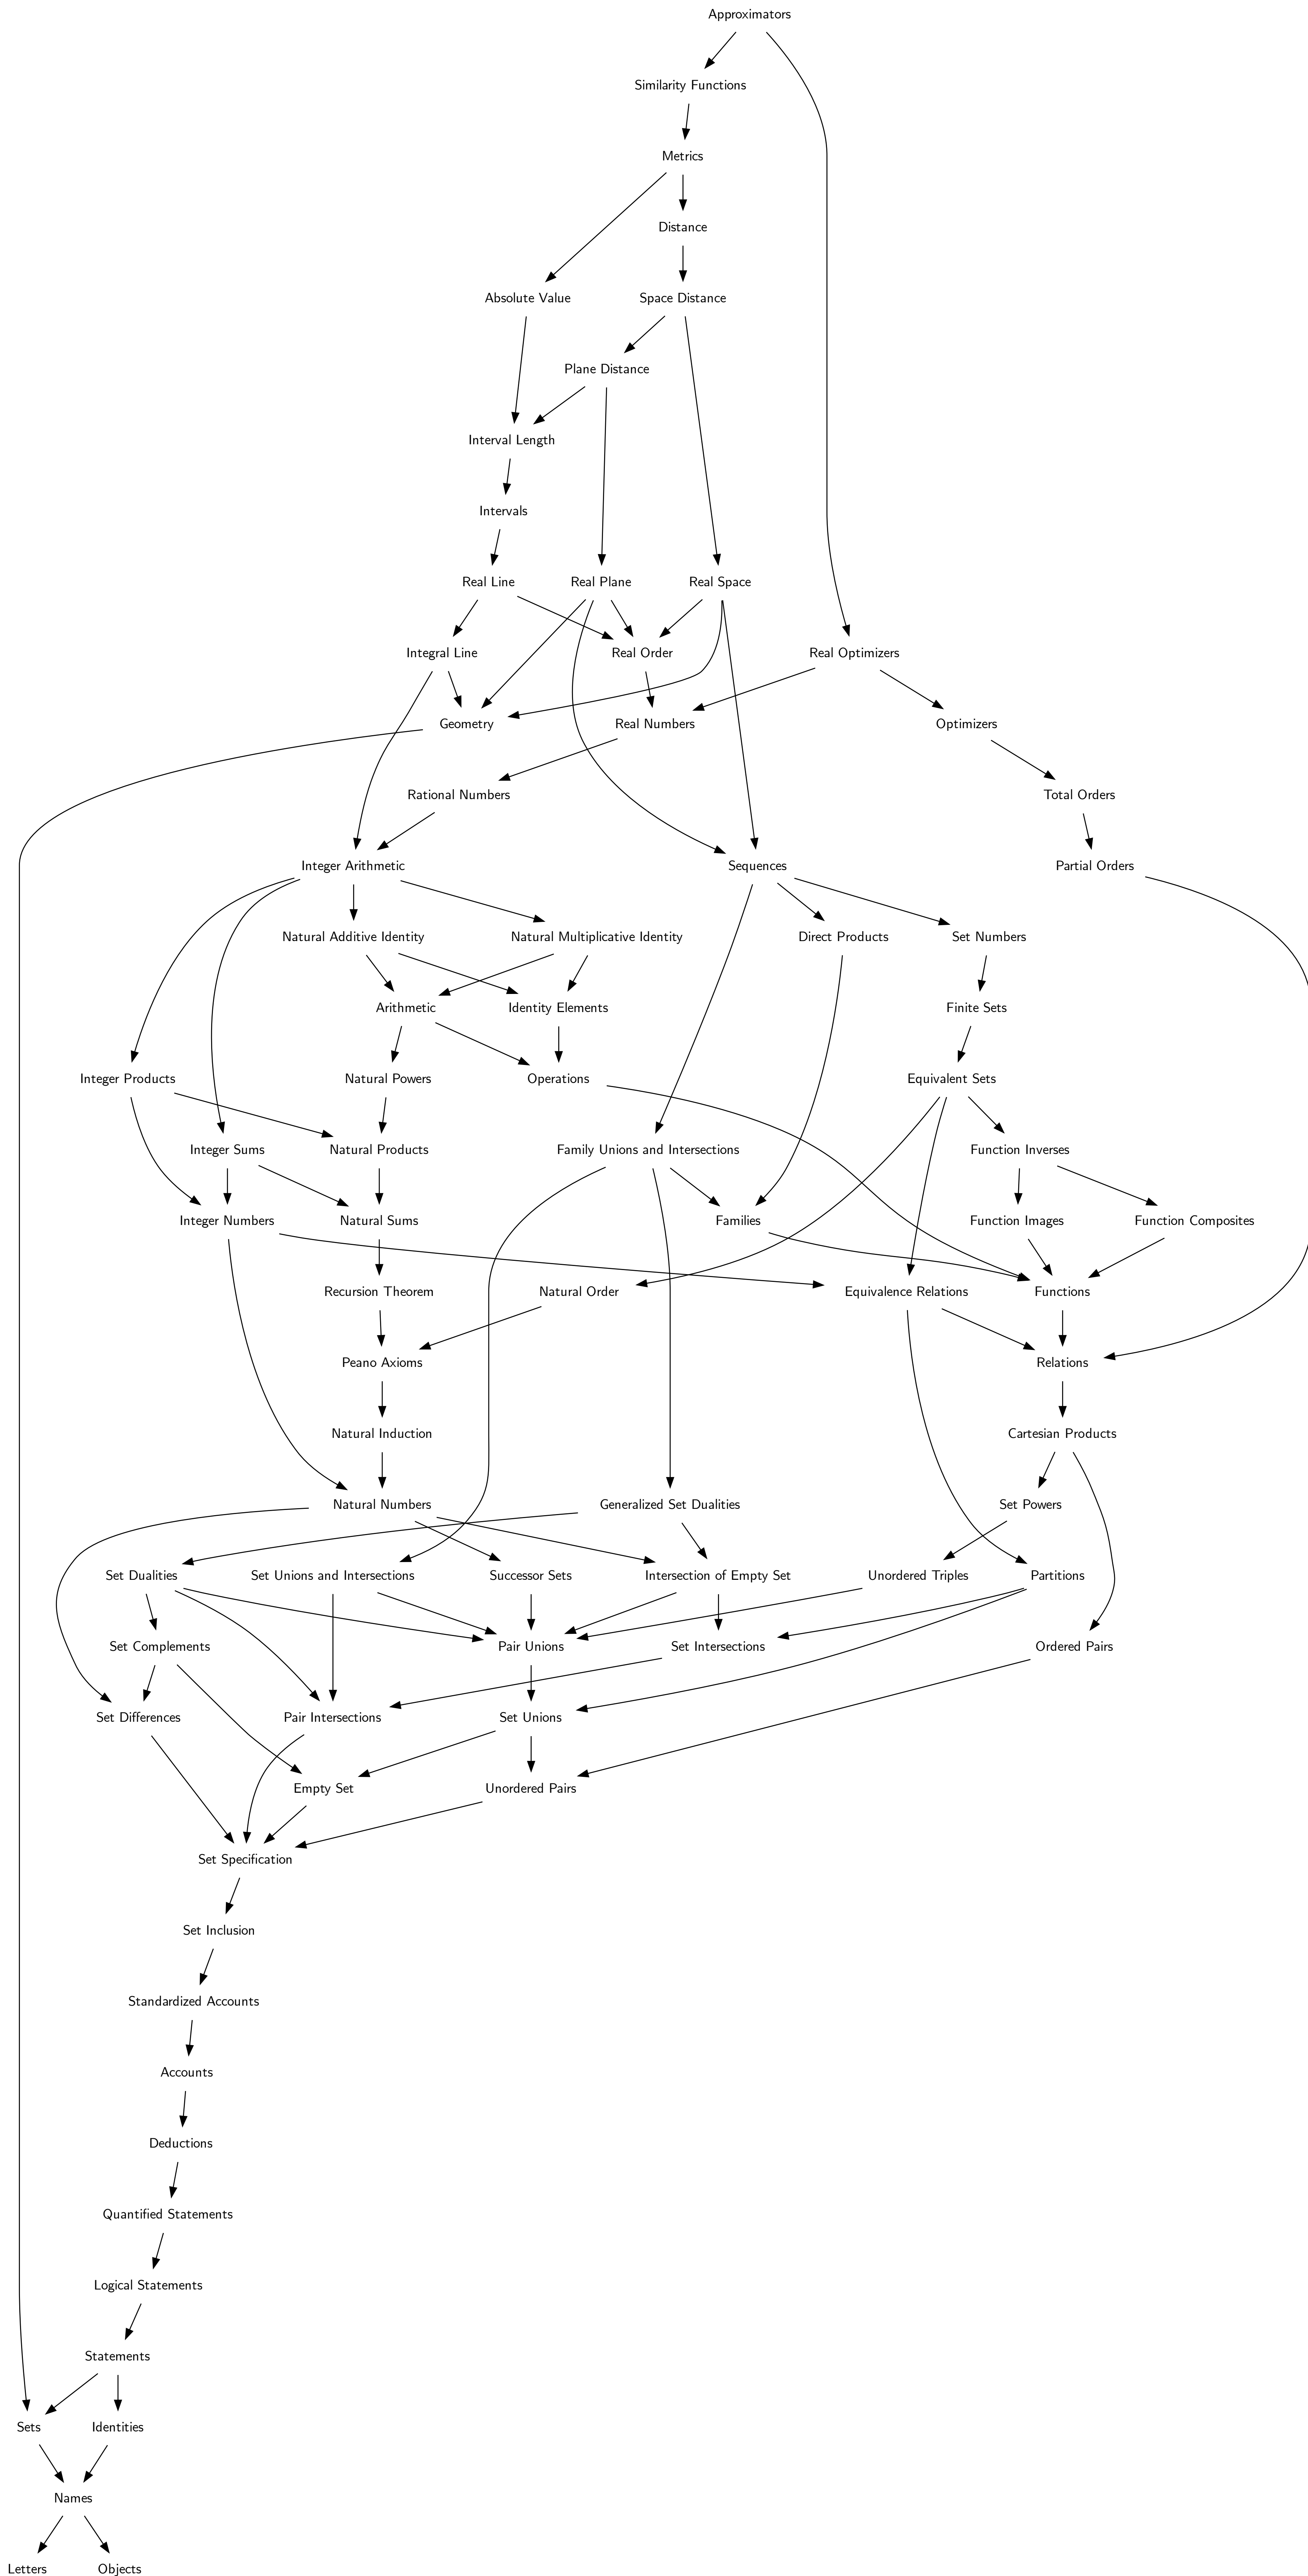 Approximators
Similarity Functions
Metrics
Distance
Absolute Value
Space Distance
Plane Distance
Interval Length
Intervals
Real Line
Real Plane
Real Space
Integral Line
Real Order
Real Optimizers
Geometry
Real Numbers
Optimizers
Rational Numbers
Total Orders
Integer Arithmetic
Sequences
Partial Orders
Natural Additive Identity
Natural Multiplicative Identity
Direct Products
Set Numbers
Arithmetic
Identity Elements
Finite Sets
Integer Products
Natural Powers
Operations
Equivalent Sets
Integer Sums
Natural Products
Family Unions and Intersections
Function Inverses
Integer Numbers
Natural Sums
Families
Function Images
Function Composites
Recursion Theorem
Natural Order
Equivalence Relations
Functions
Peano Axioms
Relations
Natural Induction
Cartesian Products
Natural Numbers
Generalized Set Dualities
Set Powers
Set Dualities
Set Unions and Intersections
Successor Sets
Intersection of Empty Set
Unordered Triples
Partitions
Set Complements
Pair Unions
Set Intersections
Ordered Pairs
Set Differences
Pair Intersections
Set Unions
Empty Set
Unordered Pairs
Set Specification
Set Inclusion
Standardized Accounts
Accounts
Deductions
Quantified Statements
Logical Statements
Statements
Sets
Identities
Names
Letters
Objects